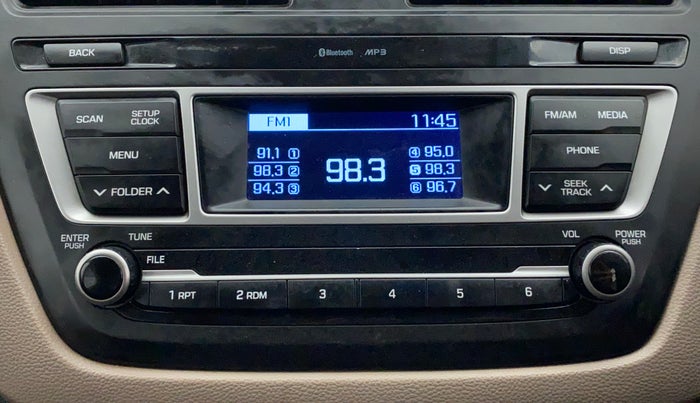 BACK
Bluetooth MP3
DISP
SCAN SETUP CLOCK
FM/AM MEDIA
FM1 11:45
MENU
PHONE
91.1 1 4 95.0
98.3 2 98.3 5 98.3
94.3 3 6 96.7
FOLDER
SEEK TRACK
ENTER PUSH
TUNE
VOL
POWER PUSH
FILE
1 RPT 2 RDM 3 4 5 6